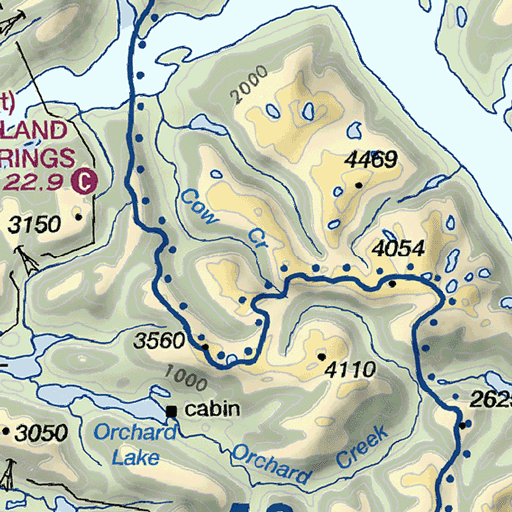 2000
t)
LAND
RINGS
22.9 C
4469
3150
Cow Cr
4054
3560
4110
1000
cabin
2625
3050
Orchard
Lake
Orchard Creek